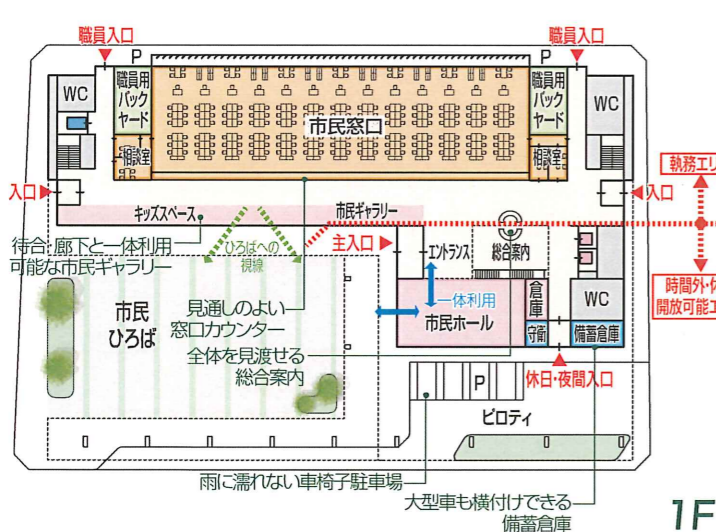 職員入口
職員入口
P
P
WC
職員用
バック
ヤード
市民窓口
職員用
バック
ヤード
WC
相談室
相談室
執務エリ
入口
入口
キッズスペース
市民ギャラリー
待合・廊下と一体利用
可能な市民ギャラリー
ひろばへの
視線
主入口
エントランス
総合案内
時間外・休
開放可能エ
市民
ひろば
見通しのよい
窓口カウンター
一体利用
市民ホール
倉庫
WC
全体を見渡せる
総合案内
守衛
備蓄倉庫
P
休日・夜間入口
ピロティ
雨に濡れない車椅子駐車場
大型車も横付けできる
備蓄倉庫
1F